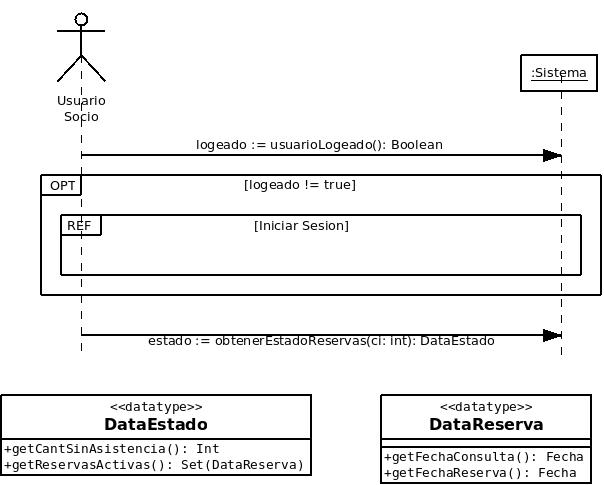 Usuario
Socio
:Sistema
logeado := usuarioLogeado(): Boolean
OPT
[logeado != true]
REF
[Iniciar Sesion]
estado := obtenerEstadoReservas(ci: int): DataEstado
<<datatype>>
DataEstado
+getCantSinAsistencia(): Int
+getReservasActivas(): Set(DataReserva)
<<datatype>>
DataReserva
+getFechaConsulta(): Fecha
+getFechaReserva(): Fecha